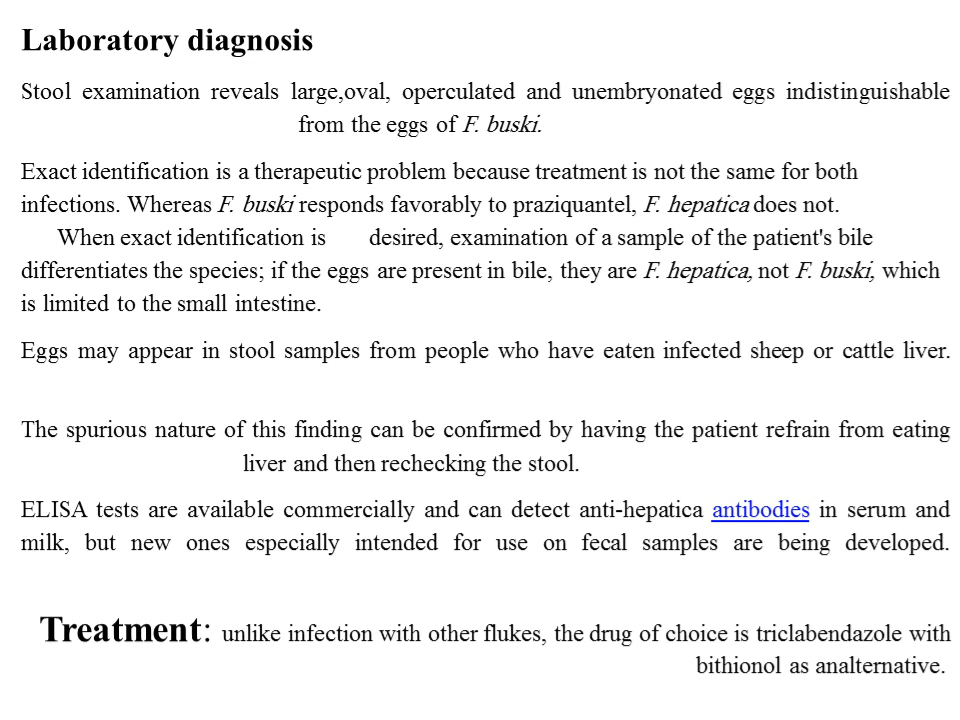 Laboratory diagnosis
Stool examination reveals large,oval, operculated and unembryonated eggs indistinguishable
from the eggs of F. buski.
Exact identification is a therapeutic problem because treatment is not the same for both
infections. Whereas F. buski responds favorably to praziquantel, F. hepatica does not.
When exact identification is desired, examination of a sample of the patient's bile
differentiates the species; if the eggs are present in bile, they are F. hepatica, not F. buski, which
is limited to the small intestine.
Eggs may appear in stool samples from people who have eaten infected sheep or cattle liver.
The spurious nature of this finding can be confirmed by having the patient refrain from eating
liver and then rechecking the stool.
ELISA tests are available commercially and can detect anti-hepatica antibodies in serum and
milk, but new ones especially intended for use on fecal samples are being developed.
Treatment: unlike infection with other flukes, the drug of choice is triclabendazole with
bithionol as analternative.